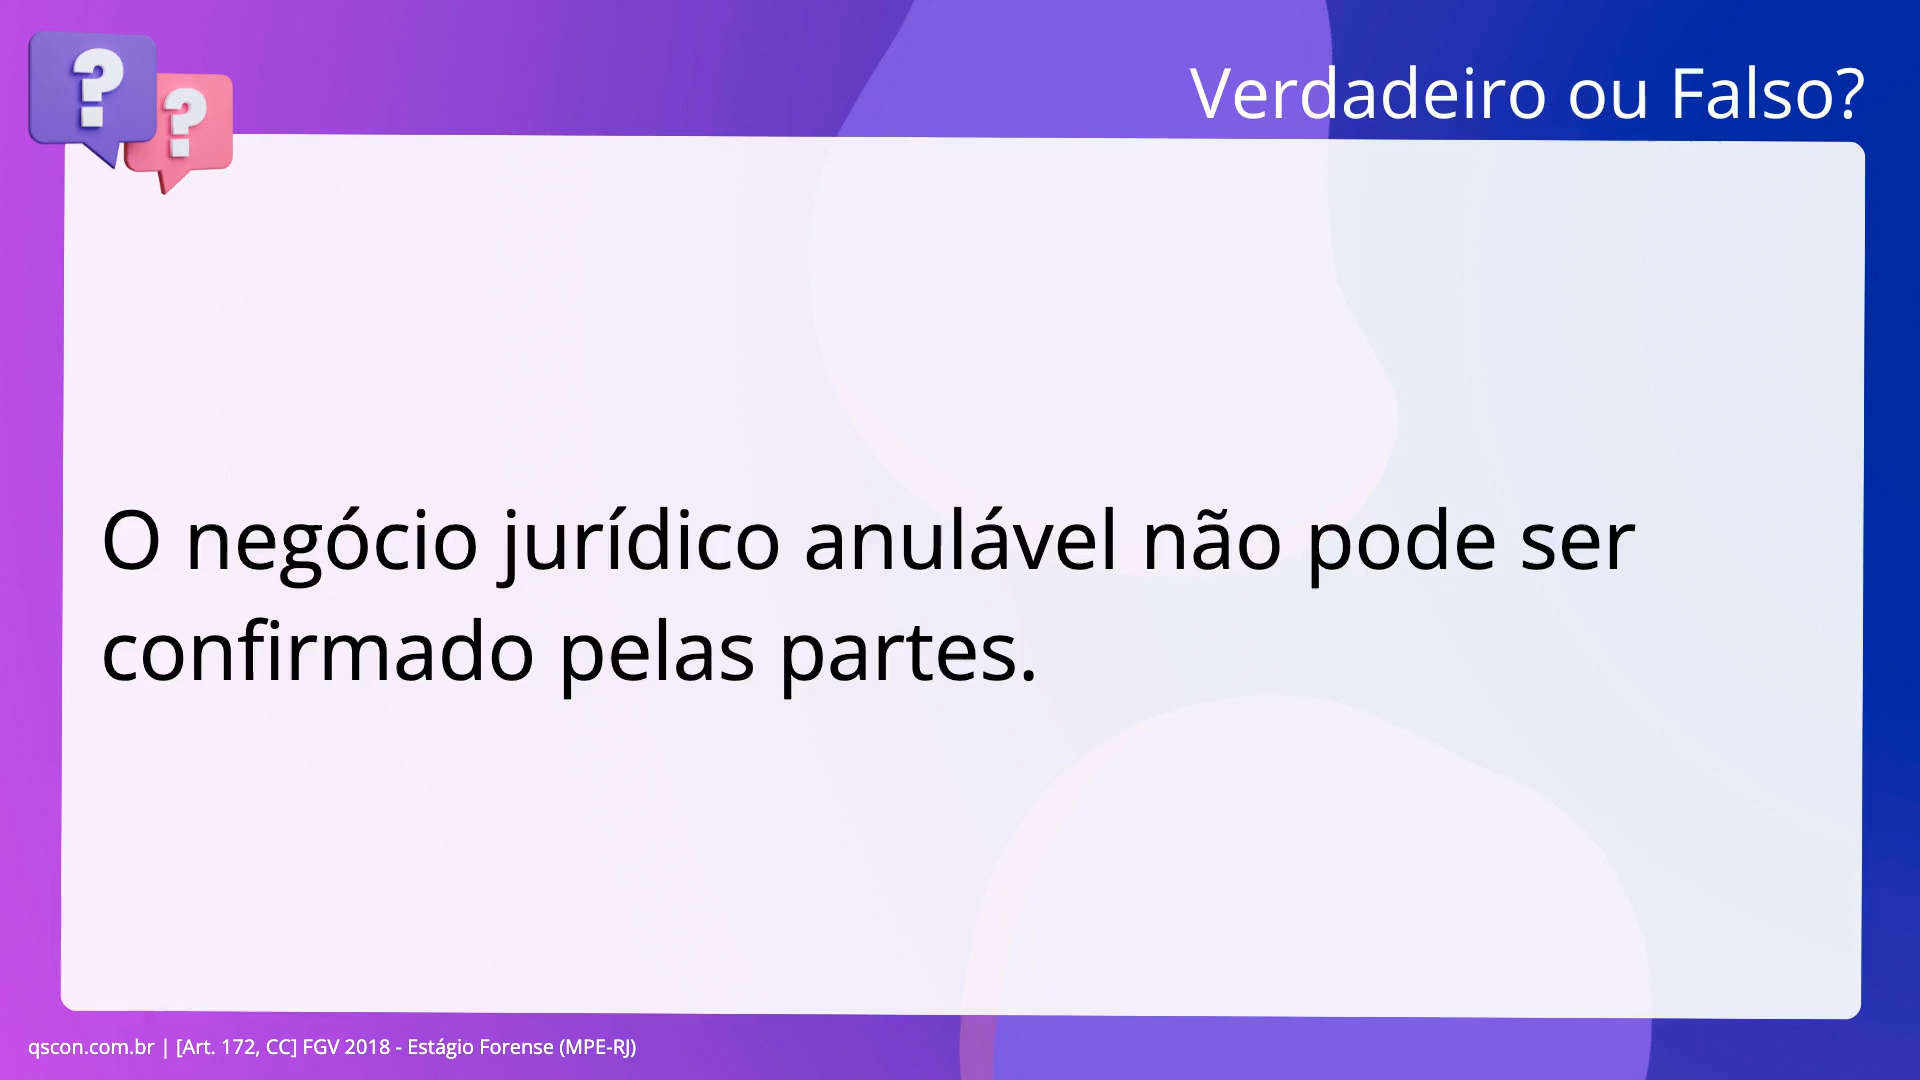 Verdadeiro ou Falso?
O negócio jurídico anulável não pode ser
confirmado pelas partes.
qscon.com.br | [Art. 172, CC] FGV 2018 - Estágio Forense (MPE-RJ)